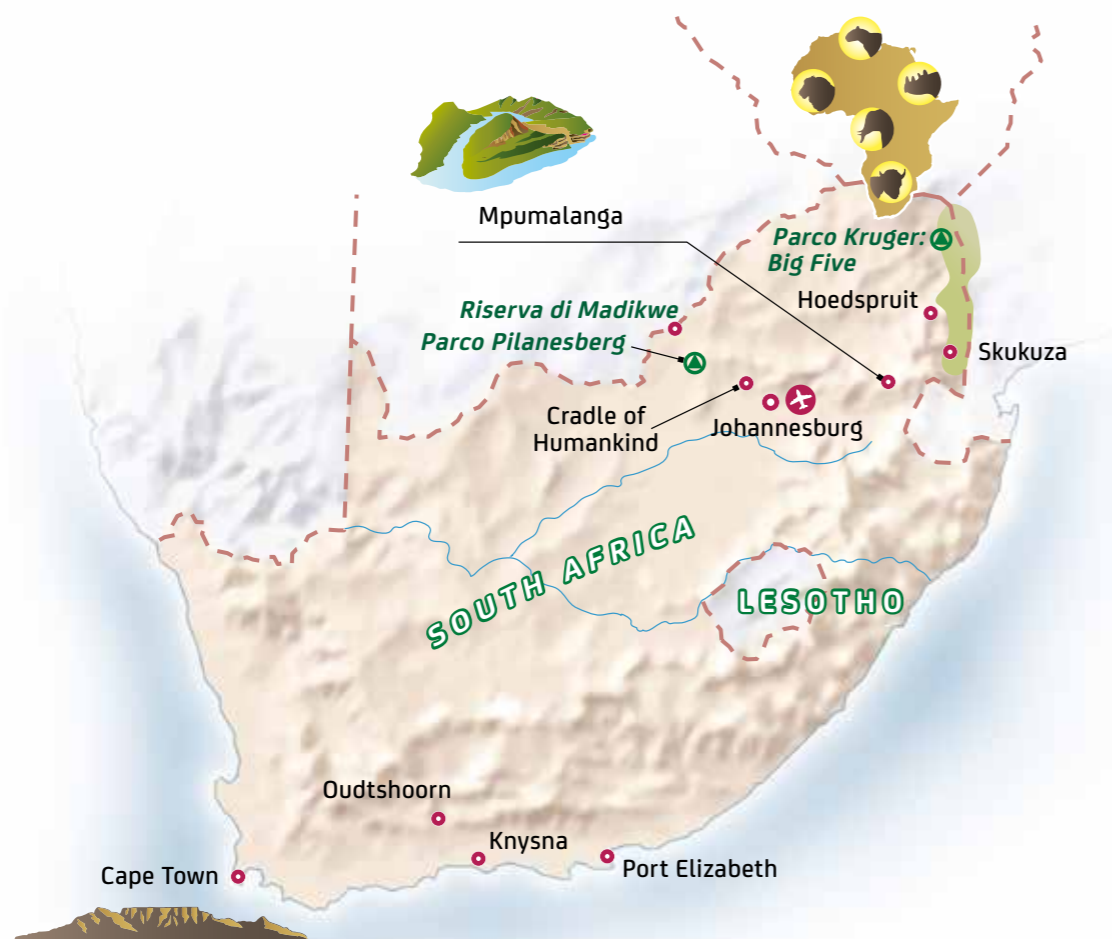 Mpumalanga
Parco Kruger:
Big Five
Hoedspruit
Riserva di Madikwe
Parco Pilanesberg
Skukuza
Cradle of
Humankind
Johannesburg
SOUTH AFRICA
LESOTHO
Oudtshoorn
Knysna
Port Elizabeth
Cape Town